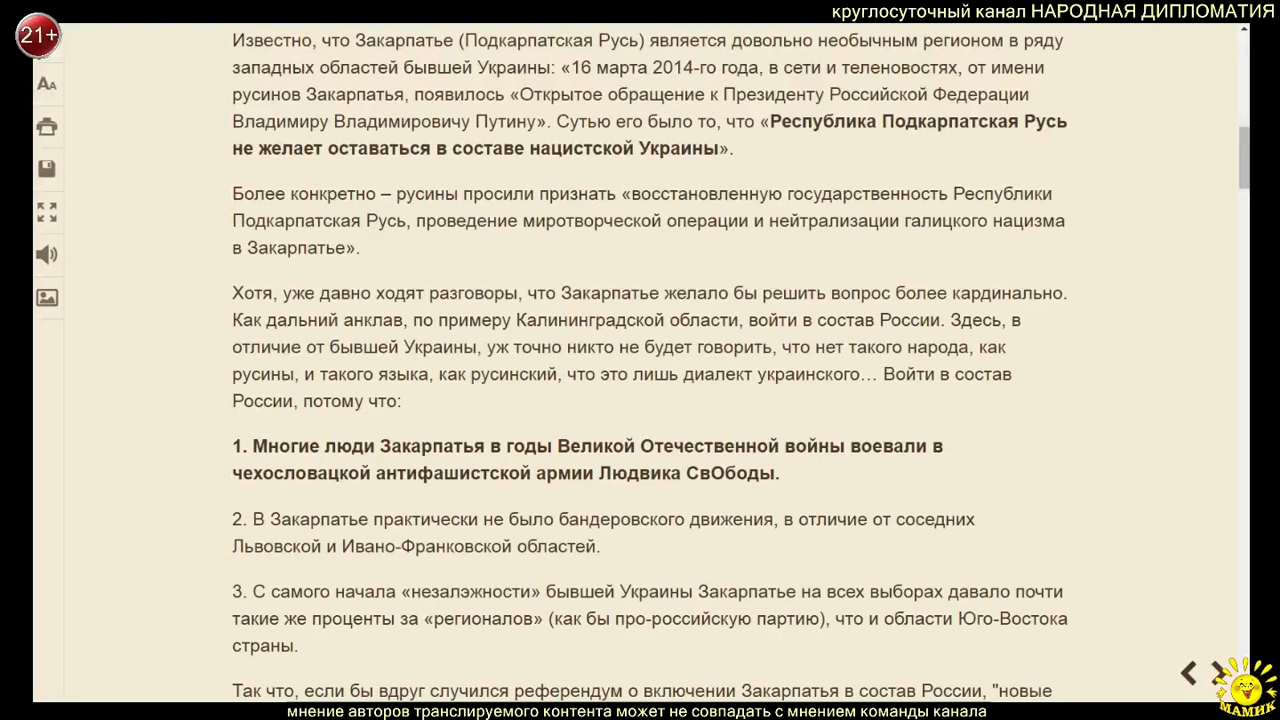 круглосуточный канал НАРОДНАЯ ДИПЛОМАТИЯ
21+
Известно, что Закарпатье (Подкарпатская Русь) является довольно необычным регионом в ряду
западных областей бывшей Украины: «16 марта 2014-го года, в сети и теленовостях, от имени
русинов Закарпатья, появилось «Открытое обращение к Президенту Российской Федерации
Владимиру Владимировичу Путину». Сутью его было то, что «Республика Подкарпатская Русь
не желает оставаться в составе нацистской Украины».
Более конкретно – русины просили признать «восстановленную государственность Республики
Подкарпатская Русь, проведение миротворческой операции и нейтрализации галицкого нацизма
в Закарпатье».
Хотя, уже давно ходят разговоры, что Закарпатье желало бы решить вопрос более кардинально.
Как дальний анклав, по примеру Калининградской области, войти в состав России. Здесь, в
отличие от бывшей Украины, уж точно никто не будет говорить, что нет такого народа, как
русины, и такого языка, как русинский, что это лишь диалект украинского… Войти в состав
России, потому что:
1. Многие люди Закарпатья в годы Великой Отечественной войны воевали в
чехословацкой антифашистской армии Людвика СвОбоды.
2. В Закарпатье практически не было бандеровского движения, в отличие от соседних
Львовской и Ивано-Франковской областей.
3. С самого начала «незалэжности» бывшей Украины Закарпатье на всех выборах давало почти
такие же проценты за «регионалов» (как бы про-российскую партию), что и области Юго-Востока
страны.
Так что, если бы вдруг случился референдум о включении Закарпатья в состав России, "новые
МАМИК
мнение авторов транслируемого контента может не совпадать с мнением команды канала